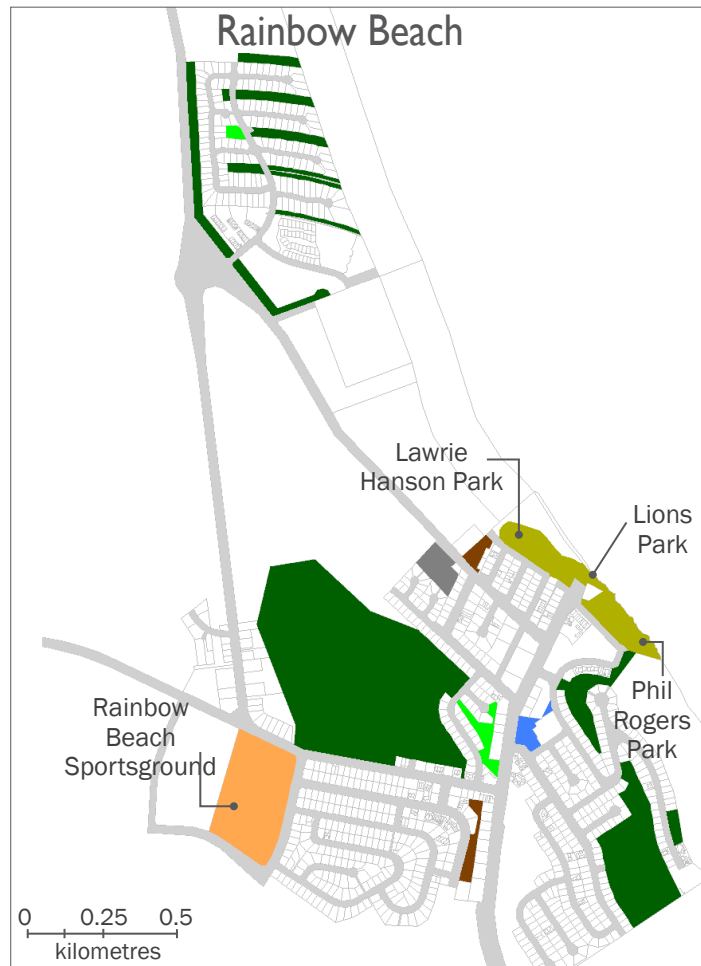 Rainbow Beach
Lawrie
Hanson Park
Lions
Park
Phil
Rogers
Park
Rainbow
Beach
Sportsground
0 0.25 0.5
kilometres